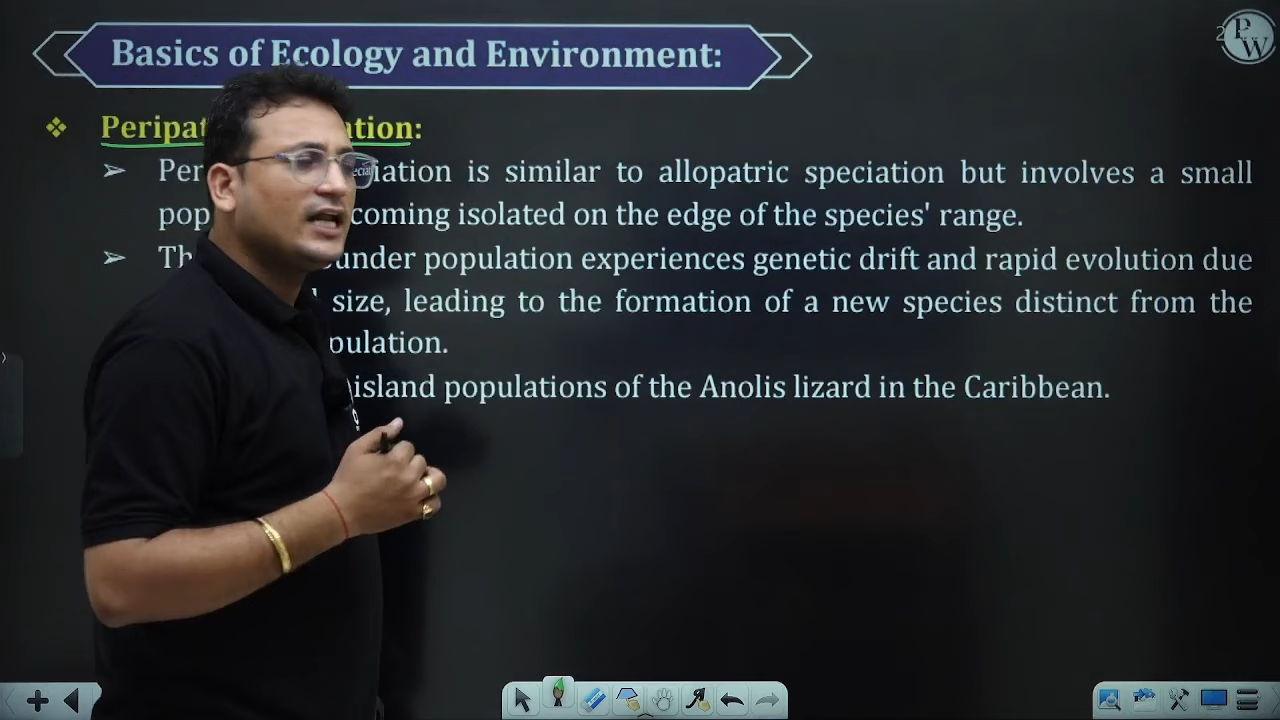 Basics of Ecology and Environment:
PW
2
Peripat ation:
Per iation is similar to allopatric speciation but involves a small
pop coming isolated on the edge of the species' range.
Th under population experiences genetic drift and rapid evolution due
size, leading to the formation of a new species distinct from the
pulation.
island populations of the Anolis lizard in the Caribbean.